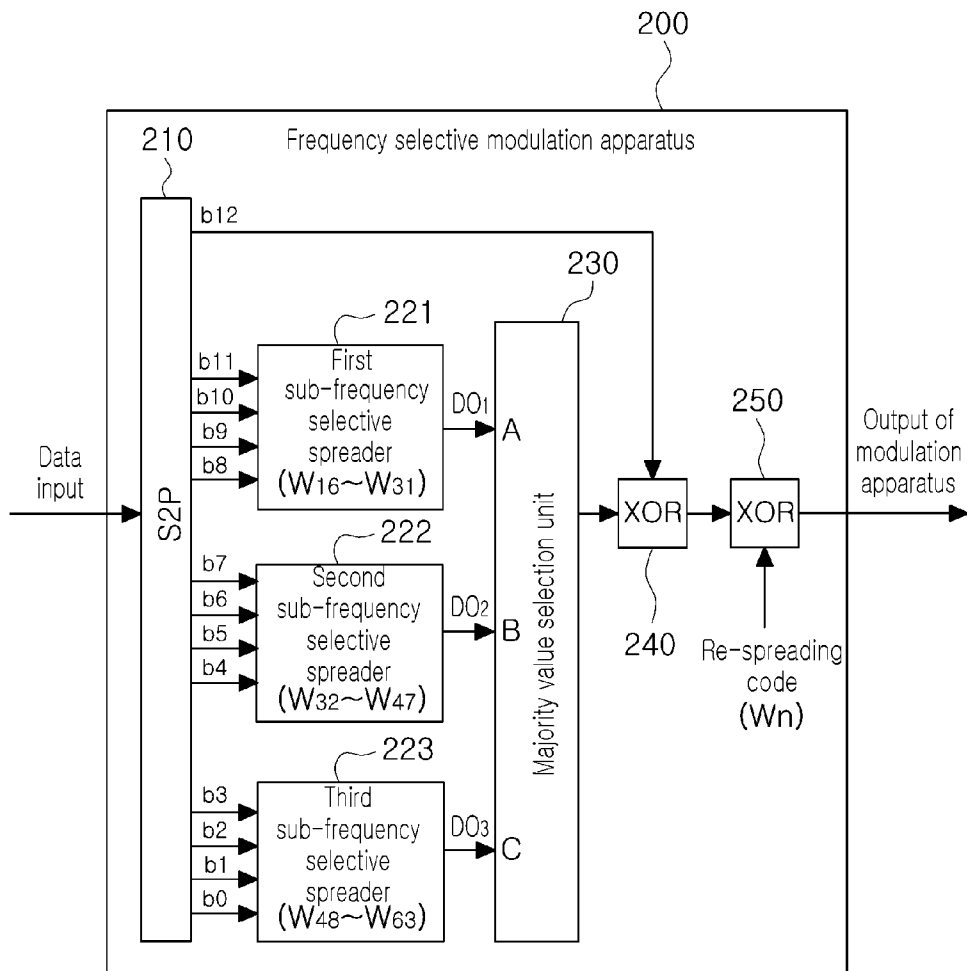 200
Frequency selective modulation apparatus
210
b12
230
221
b11
b10
b9
b8
First
sub-frequency
selective
spreader
(W16~W31)
DO1
A
250
Output of
modulation
apparatus
Data
input
S2P
XOR
XOR
222
b7
b6
b5
b4
Second
sub-frequency
selective
spreader
(W32~W47)
DO2
B
Majority value selection unit
240
Re-spreading
code
(Wn)
223
b3
b2
b1
b0
Third
sub-frequency
selective
spreader
(W48~W63)
DO3
C